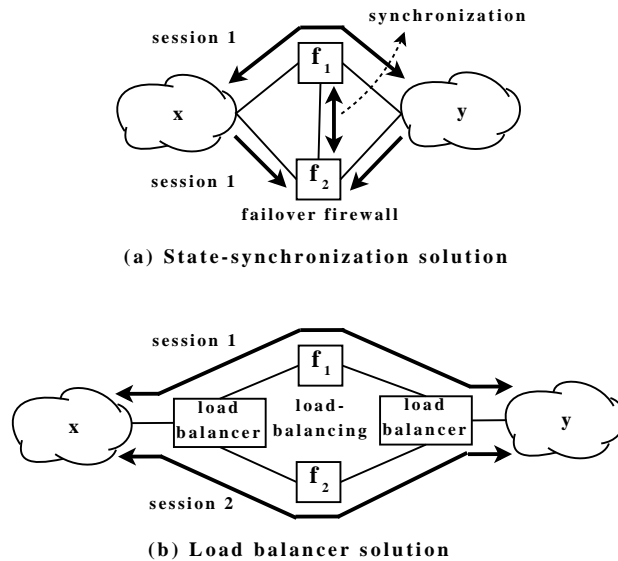 synchronization
session 1
f1
x
y
session 1
f2
failover firewall
(a) State-synchronization solution
session 1
f1
load
balancer
load-
balancing
load
balancer
x
y
f2
session 2
(b) Load balancer solution